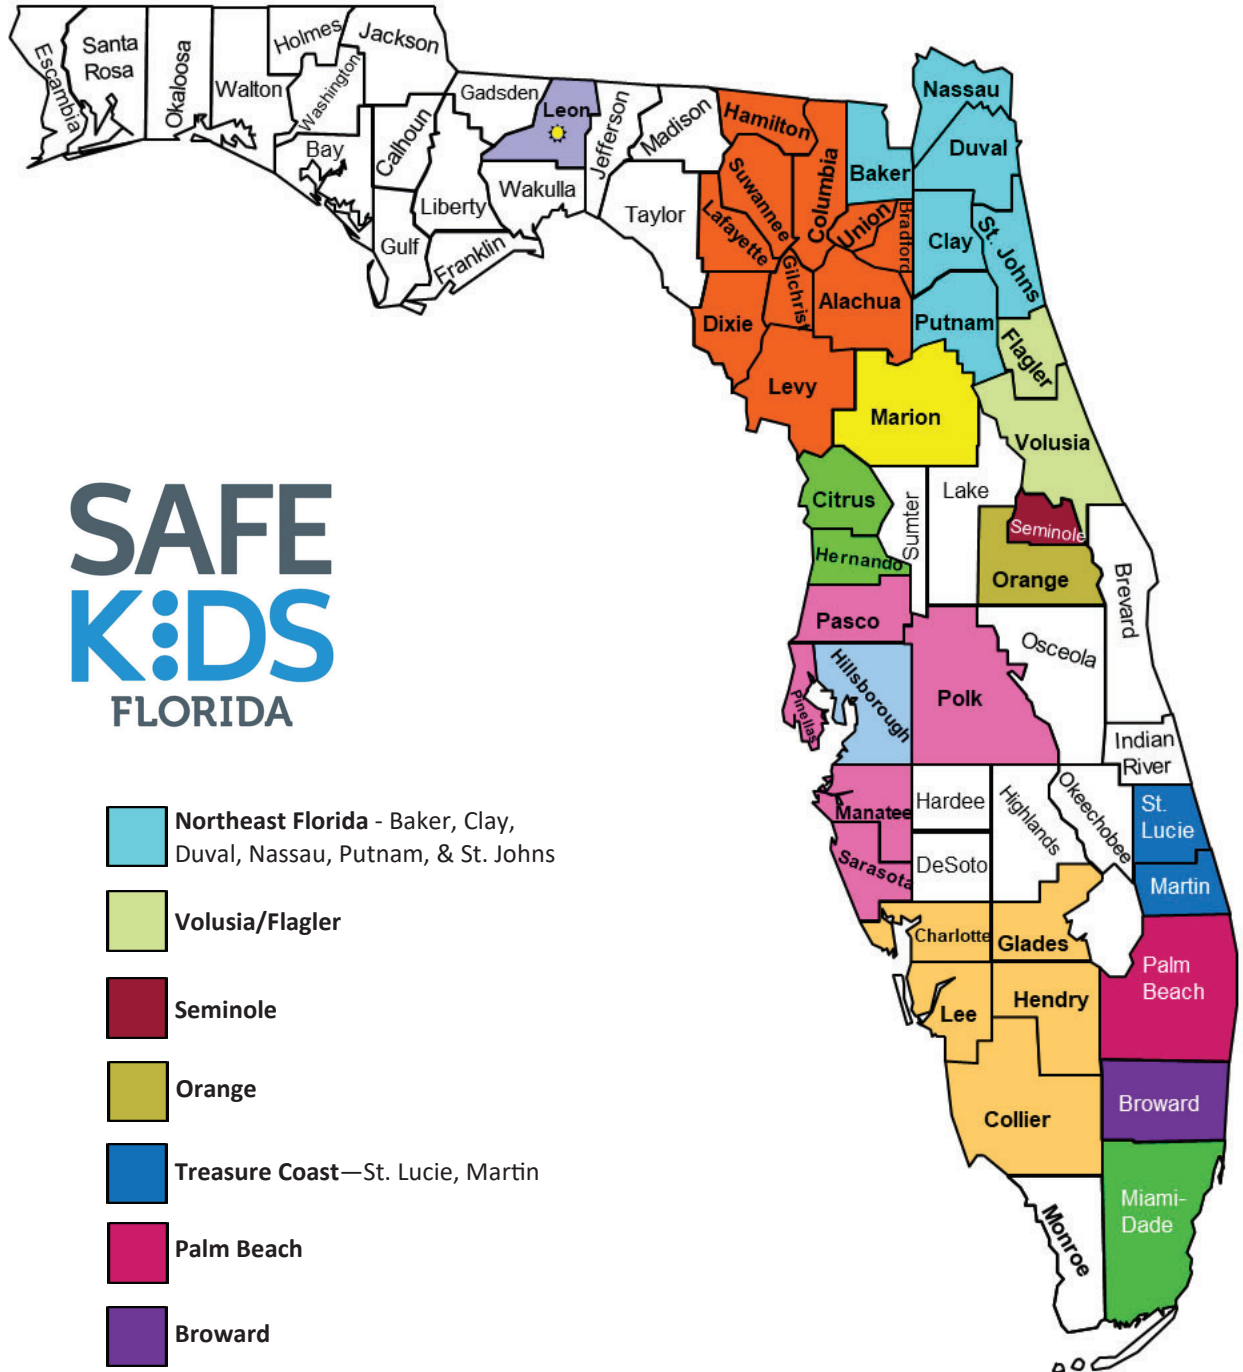 Escambia
Santa
Rosa
Okaloosa
Walton
Holmes
Washington
Jackson
Bay
Calhoun
Gulf
Liberty
Gadsden
Franklin
Leon
Wakulla
Jefferson
Madison
Taylor
Hamilton
Suwannee
Lafayette
Columbia
Union
Bradford
Gilchrist
Dixie
Alachua
Levy
Baker
Nassau
Duval
Clay
St. Johns
Putnam
Flagler
Volusia
Marion
Citrus
Hernando
Sumter
Lake
Seminole
Orange
Brevard
Pasco
Pinellas
Hillsborough
Polk
Osceola
Indian
River
Manatee
Sarasota
Hardee
DeSoto
Highlands
Okeechobee
St.
Lucie
Martin
Charlotte
Glades
Lee
Hendry
Palm
Beach
Collier
Broward
Monroe
Miami-
Dade
SAFE
KIDS
FLORIDA
Northeast Florida - Baker, Clay,
Duval, Nassau, Putnam, & St. Johns
Volusia/Flagler
Seminole
Orange
Treasure Coast—St. Lucie, Martin
Palm Beach
Broward